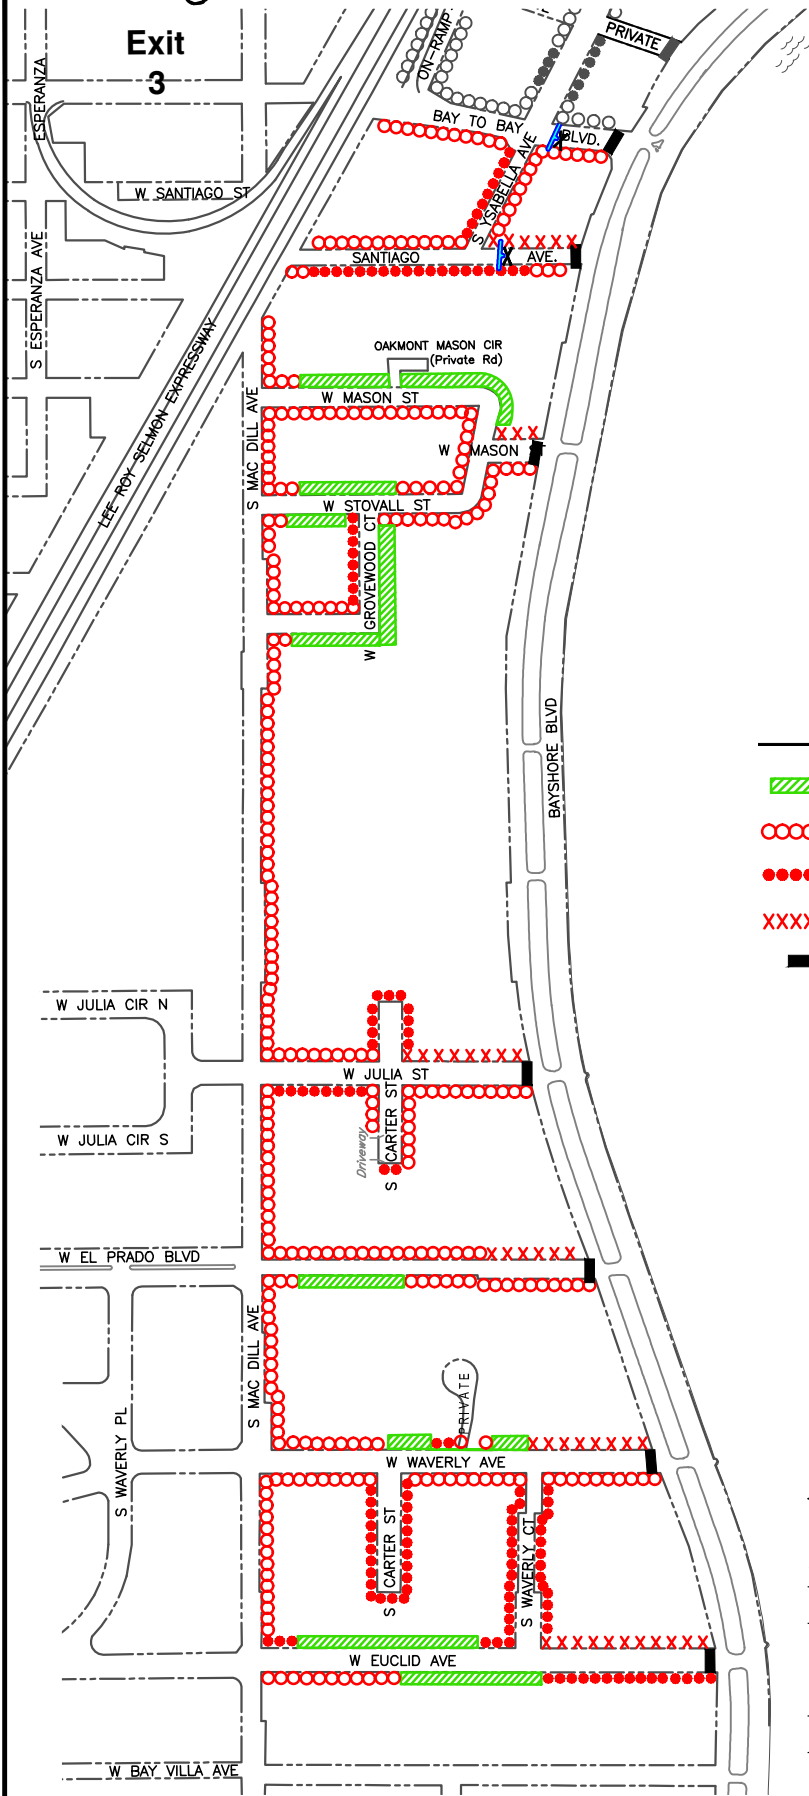 Exit
3
ESPERANZA
ON-RAMP
PRIVATE
BAY TO BAY
BLVD.
X
W SANTIAGO ST
S YSABELLA AVE
SANTIAGO
X
AVE.
S ESPERANZA AVE
LEE ROY SELMON EXPRESSWAY
OAKMONT MASON CIR
(Private Rd)
W MASON ST
S MAC DILL AVE
XXX
W MASON ST
W STOVALL ST
W GROVEWOOD CT
BAYSHORE BLVD
XXX
W JULIA CIR N
W JULIA ST
S CARTER ST
Driveway
W JULIA CIR S
W EL PRADO BLVD
S MAC DILL AVE
PRIVATE
S WAVERLY PL
W WAVERLY AVE
S CARTER ST
S WAVERLY CT
W EUCLID AVE
W BAY VILLA AVE